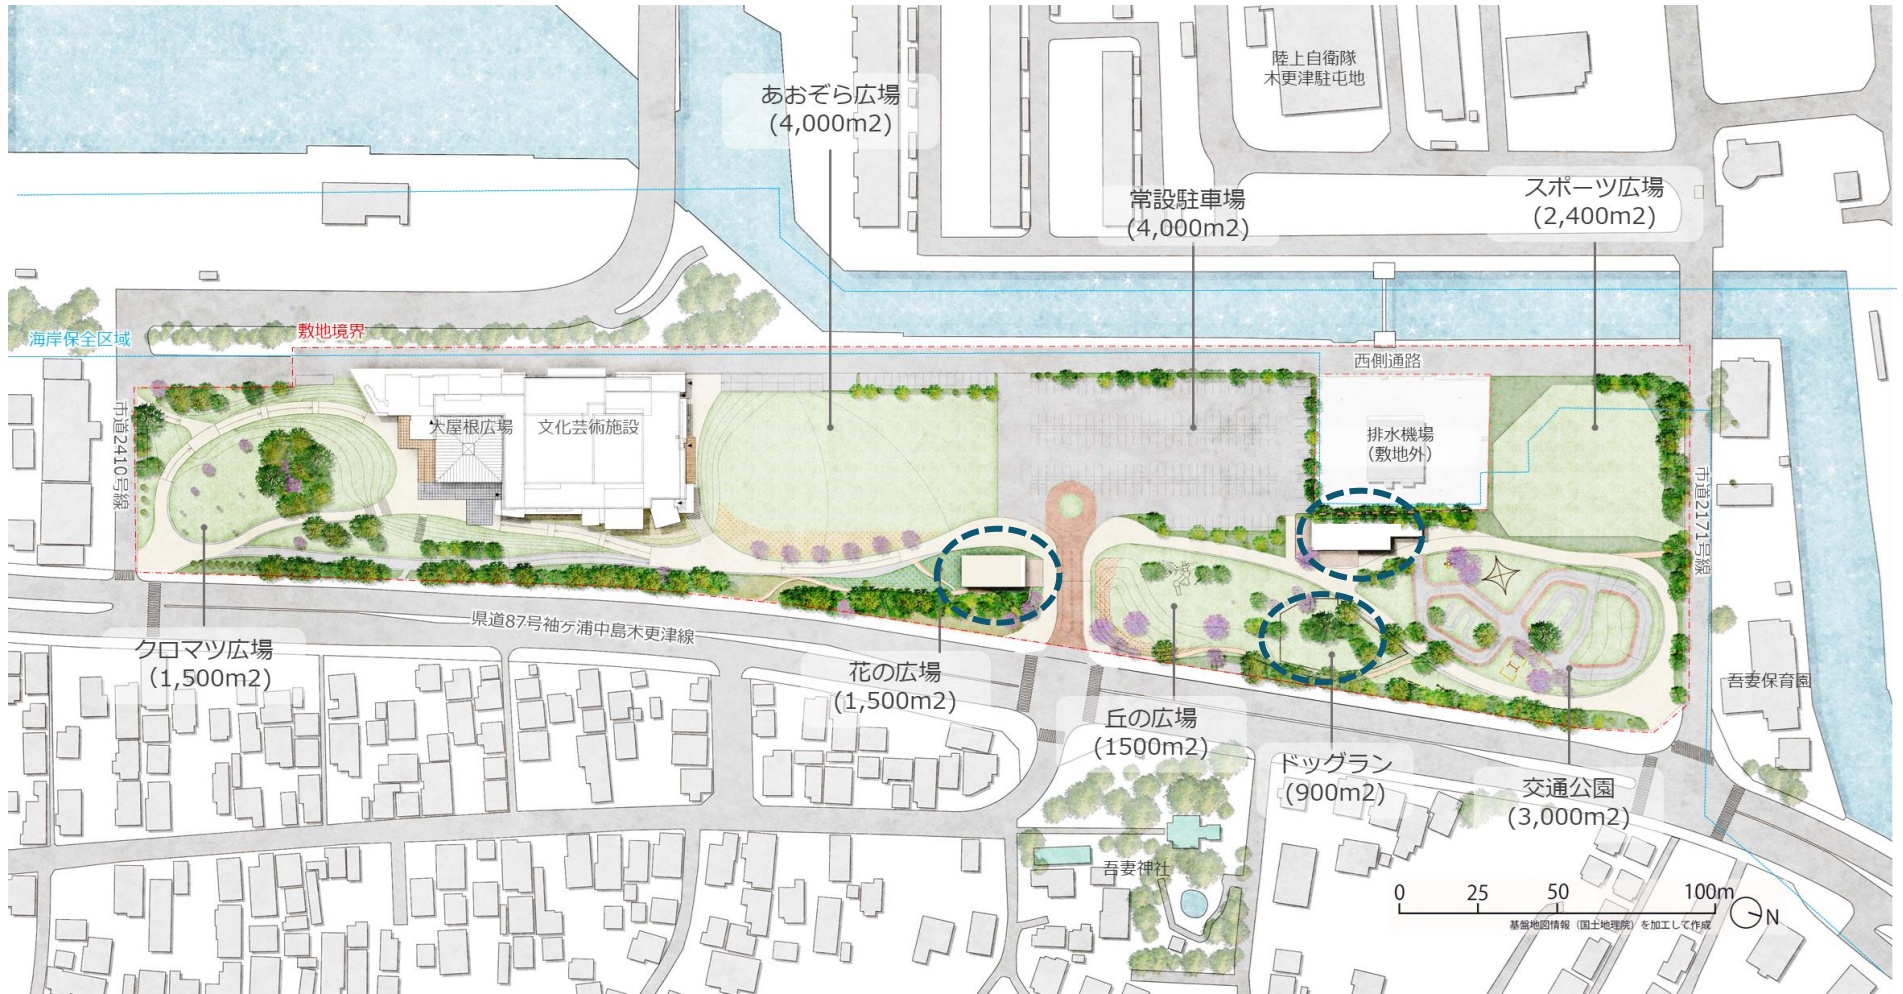 陸上自衛隊
木更津駐屯地
あおぞら広場
(4,000m2)
常設駐車場
(4,000m2)
スポーツ広場
(2,400m2)
海岸保全区域
敷地境界
西側通路
市道2410号線
大屋根広場
文化芸術施設
排水機場
(敷地外)
市道2171号線
県道87号袖ケ浦中島木更津線
クロマツ広場
(1,500m2)
花の広場
(1,500m2)
丘の広場
(1500m2)
ドッグラン
(900m2)
交通公園
(3,000m2)
吾妻保育園
吾妻神社
0 25 50 100m
N
基盤地図情報(国土地理院)を加工して作成